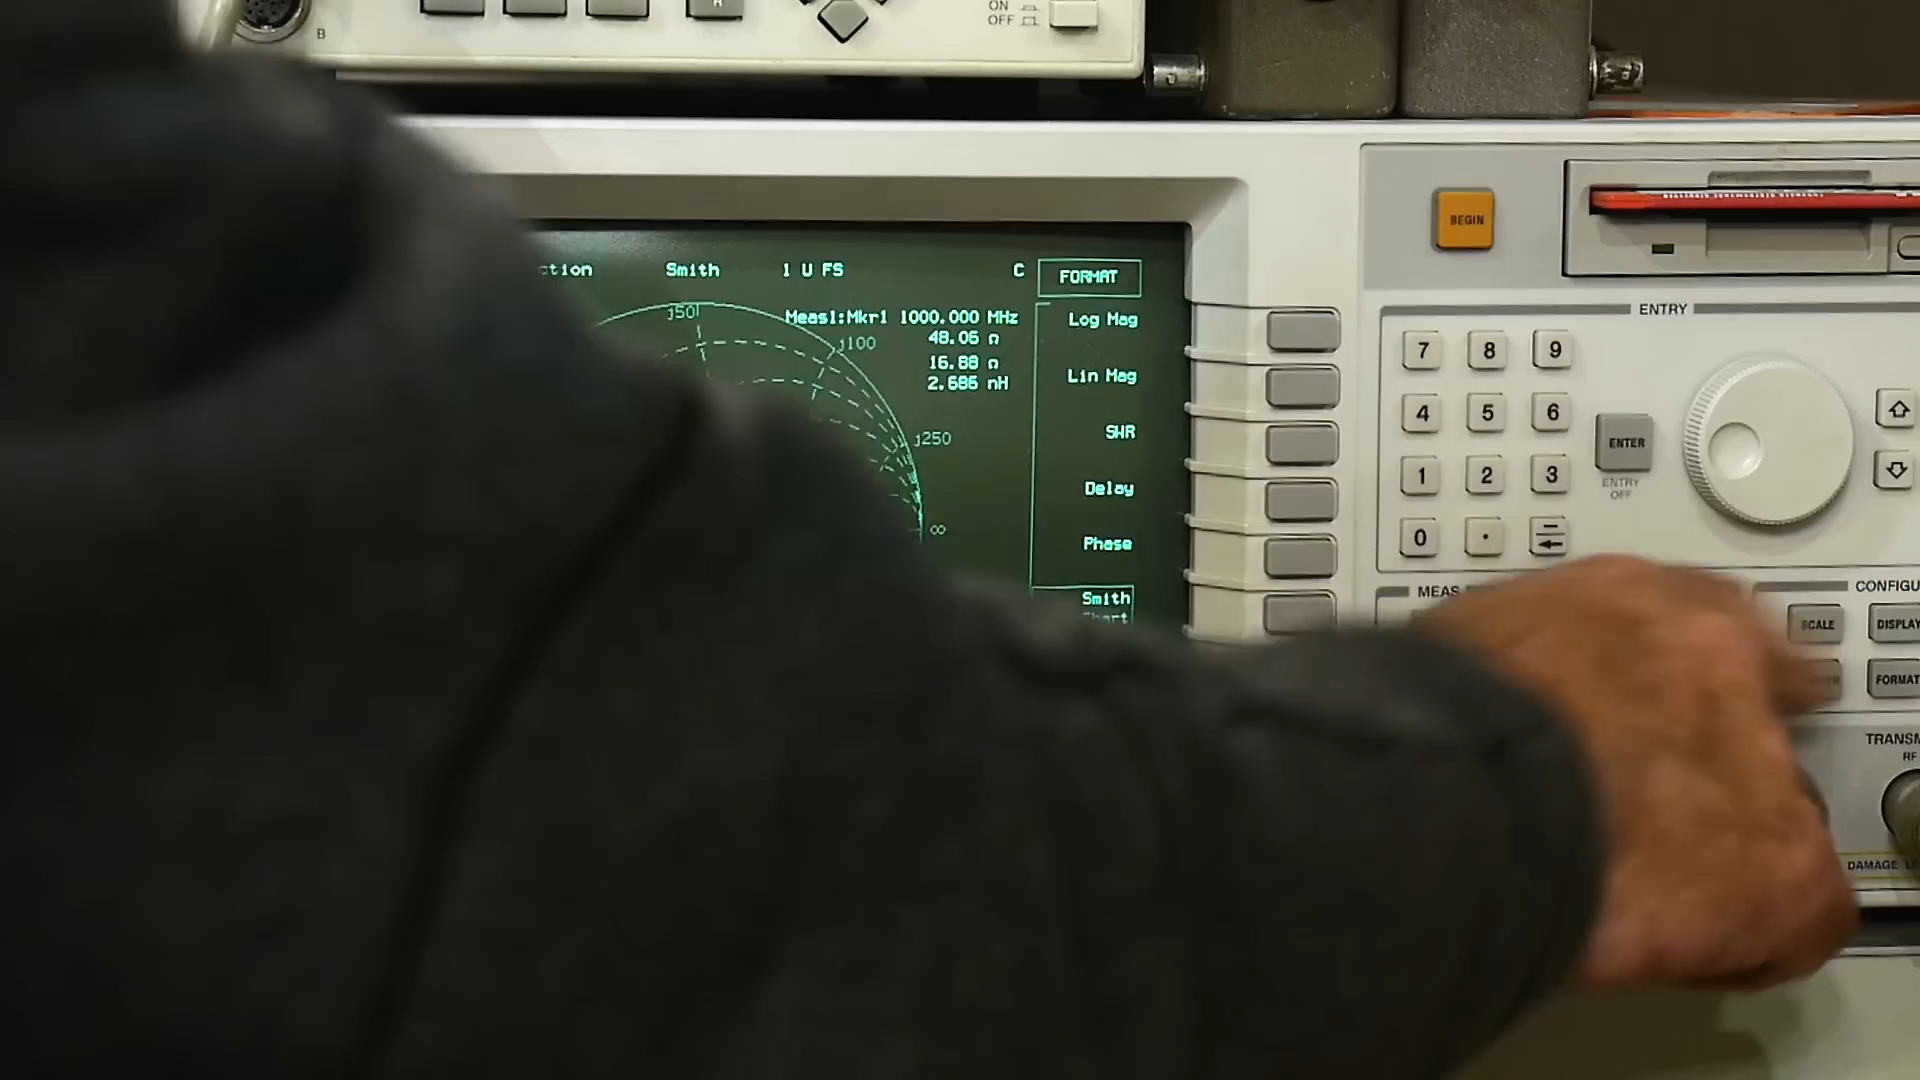 B
ON
OFF
ction Smith 1 U FS C FORMAT
j50
Meas1:Mkr1 1000.000 MHz
48.06 Ω
16.88 Ω
2.686 nH
j100
j250
∞
Log Mag
Lin Mag
SWR
Delay
Phase
Smith
BEGIN
ENTRY
7 8 9
4 5 6
1 2 3
0 .
ENTER
ENTRY
OFF
MEAS
CONFIGU
SCALE
DISPLAY
FORMAT
TRANSM
RF
DAMAGE